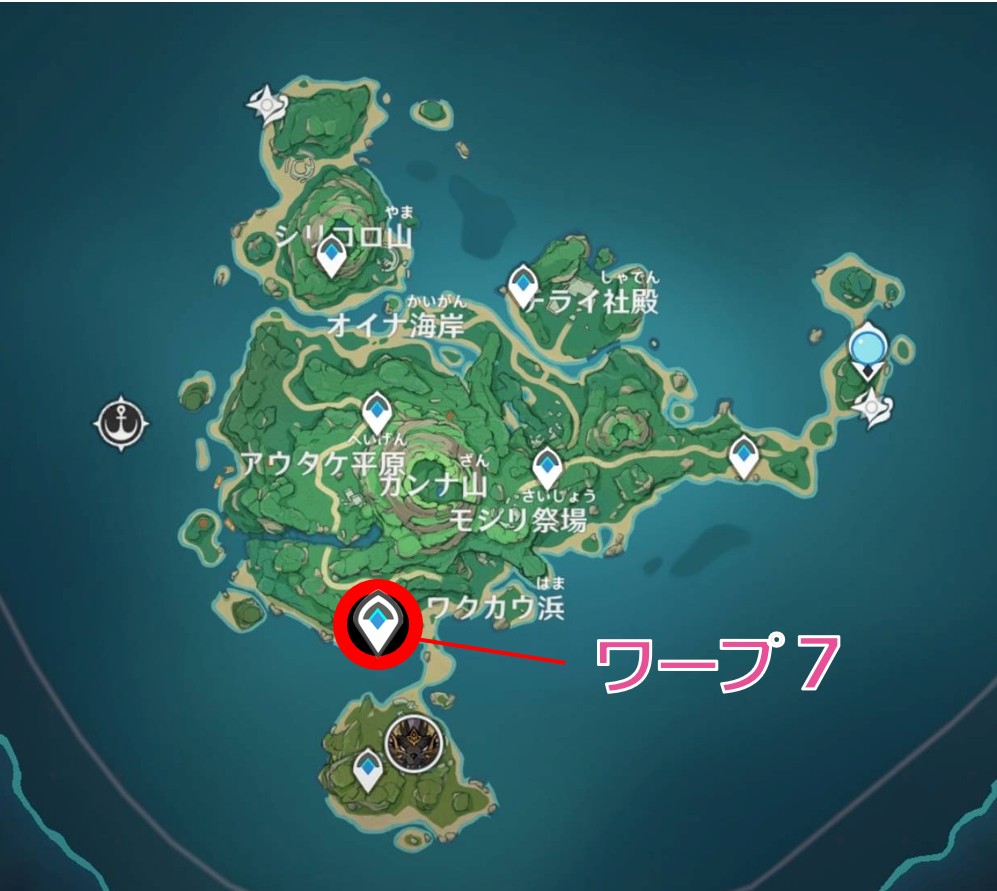 やま
シリコロ山
しゃでん
ライ社殿
かいがん
オイナ海岸
へいげん
アウタケ平原
ざん
カンナ山
さいじょう
モシリ祭場
はま
ワクカウ浜
ワープ7